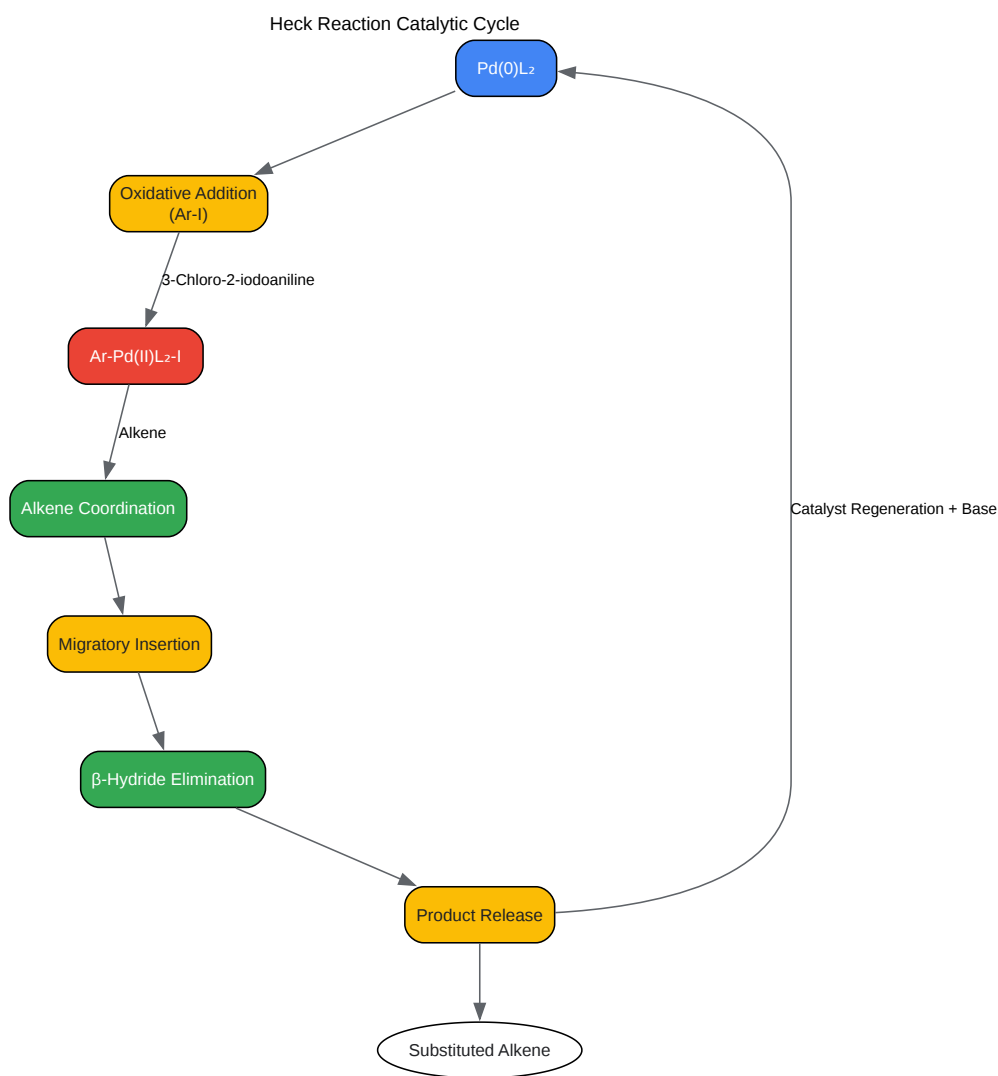 Heck Reaction Catalytic Cycle
Pd(0)L₂
Oxidative Addition
(Ar-I)
3-Chloro-2-iodoaniline
Ar-Pd(II)L₂-I
Alkene
Alkene Coordination
Catalyst Regeneration + Base
Migratory Insertion
β-Hydride Elimination
Product Release
Substituted Alkene